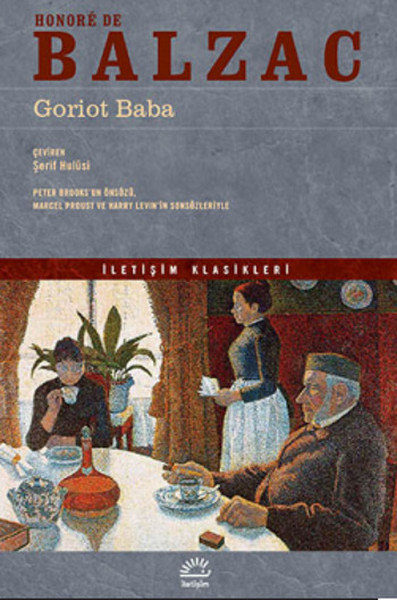 HONORÉ DE
BALZAC
Goriot Baba
ÇEVİREN
Şerif Hulûsi
PETER BROOKS'UN ÖNSÖZÜ,
MARCEL PROUST VE HARRY LEVIN'İN SONSÖZLERİYLE
İLETİŞİM KLASİKLERİ
iletişim